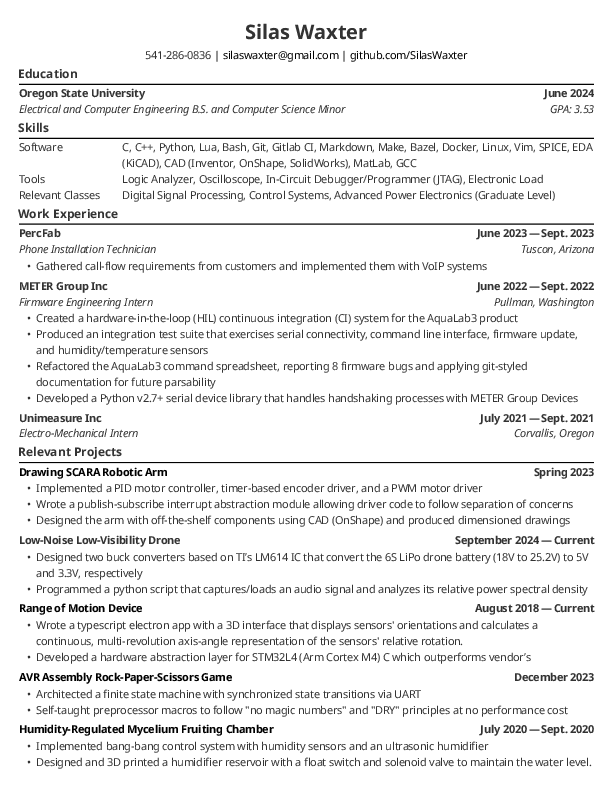 Silas Waxter
541-286-0836 | silaswaxter@gmail.com | github.com/SilasWaxter
Education
Oregon State University June 2024
Electrical and Computer Engineering B.S. and Computer Science Minor GPA: 3.53
Skills
Software C, C++, Python, Lua, Bash, Git, Gitlab CI, Markdown, Make, Bazel, Docker, Linux, Vim, SPICE, EDA
(KiCAD), CAD (Inventor, OnShape, SolidWorks), MatLab, GCC
Tools Logic Analyzer, Oscilloscope, In-Circuit Debugger/Programmer (JTAG), Electronic Load
Relevant Classes Digital Signal Processing, Control Systems, Advanced Power Electronics (Graduate Level)
Work Experience
PercFab June 2023 — Sept. 2023
Phone Installation Technician Tuscon, Arizona
• Gathered call-flow requirements from customers and implemented them with VoIP systems
METER Group Inc June 2022 — Sept. 2022
Firmware Engineering Intern Pullman, Washington
• Created a hardware-in-the-loop (HIL) continuous integration (CI) system for the AquaLab3 product
• Produced an integration test suite that exercises serial connectivity, command line interface, firmware update,
and humidity/temperature sensors
• Refactored the AquaLab3 command spreadsheet, reporting 8 firmware bugs and applying git-styled
documentation for future parsability
• Developed a Python v2.7+ serial device library that handles handshaking processes with METER Group Devices
Unimeasure Inc July 2021 — Sept. 2021
Electro-Mechanical Intern Corvallis, Oregon
Relevant Projects
Drawing SCARA Robotic Arm Spring 2023
• Implemented a PID motor controller, timer-based encoder driver, and a PWM motor driver
• Wrote a publish-subscribe interrupt abstraction module allowing driver code to follow separation of concerns
• Designed the arm with off-the-shelf components using CAD (OnShape) and produced dimensioned drawings
Low-Noise Low-Visibility Drone September 2024 — Current
• Designed two buck converters based on TI's LM614 IC that convert the 6S LiPo drone battery (18V to 25.2V) to 5V
and 3.3V, respectively
• Programmed a python script that captures/loads an audio signal and analyzes its relative power spectral density
Range of Motion Device August 2018 — Current
• Wrote a typescript electron app with a 3D interface that displays sensors' orientations and calculates a
continuous, multi-revolution axis-angle representation of the sensors' relative rotation.
• Developed a hardware abstraction layer for STM32L4 (Arm Cortex M4) C which outperforms vendor's
AVR Assembly Rock-Paper-Scissors Game December 2023
• Architected a finite state machine with synchronized state transitions via UART
• Self-taught preprocessor macros to follow "no magic numbers" and "DRY" principles at no performance cost
Humidity-Regulated Mycelium Fruiting Chamber July 2020 — Sept. 2020
• Implemented bang-bang control system with humidity sensors and an ultrasonic humidifier
• Designed and 3D printed a humidifier reservoir with a float switch and solenoid valve to maintain the water level.